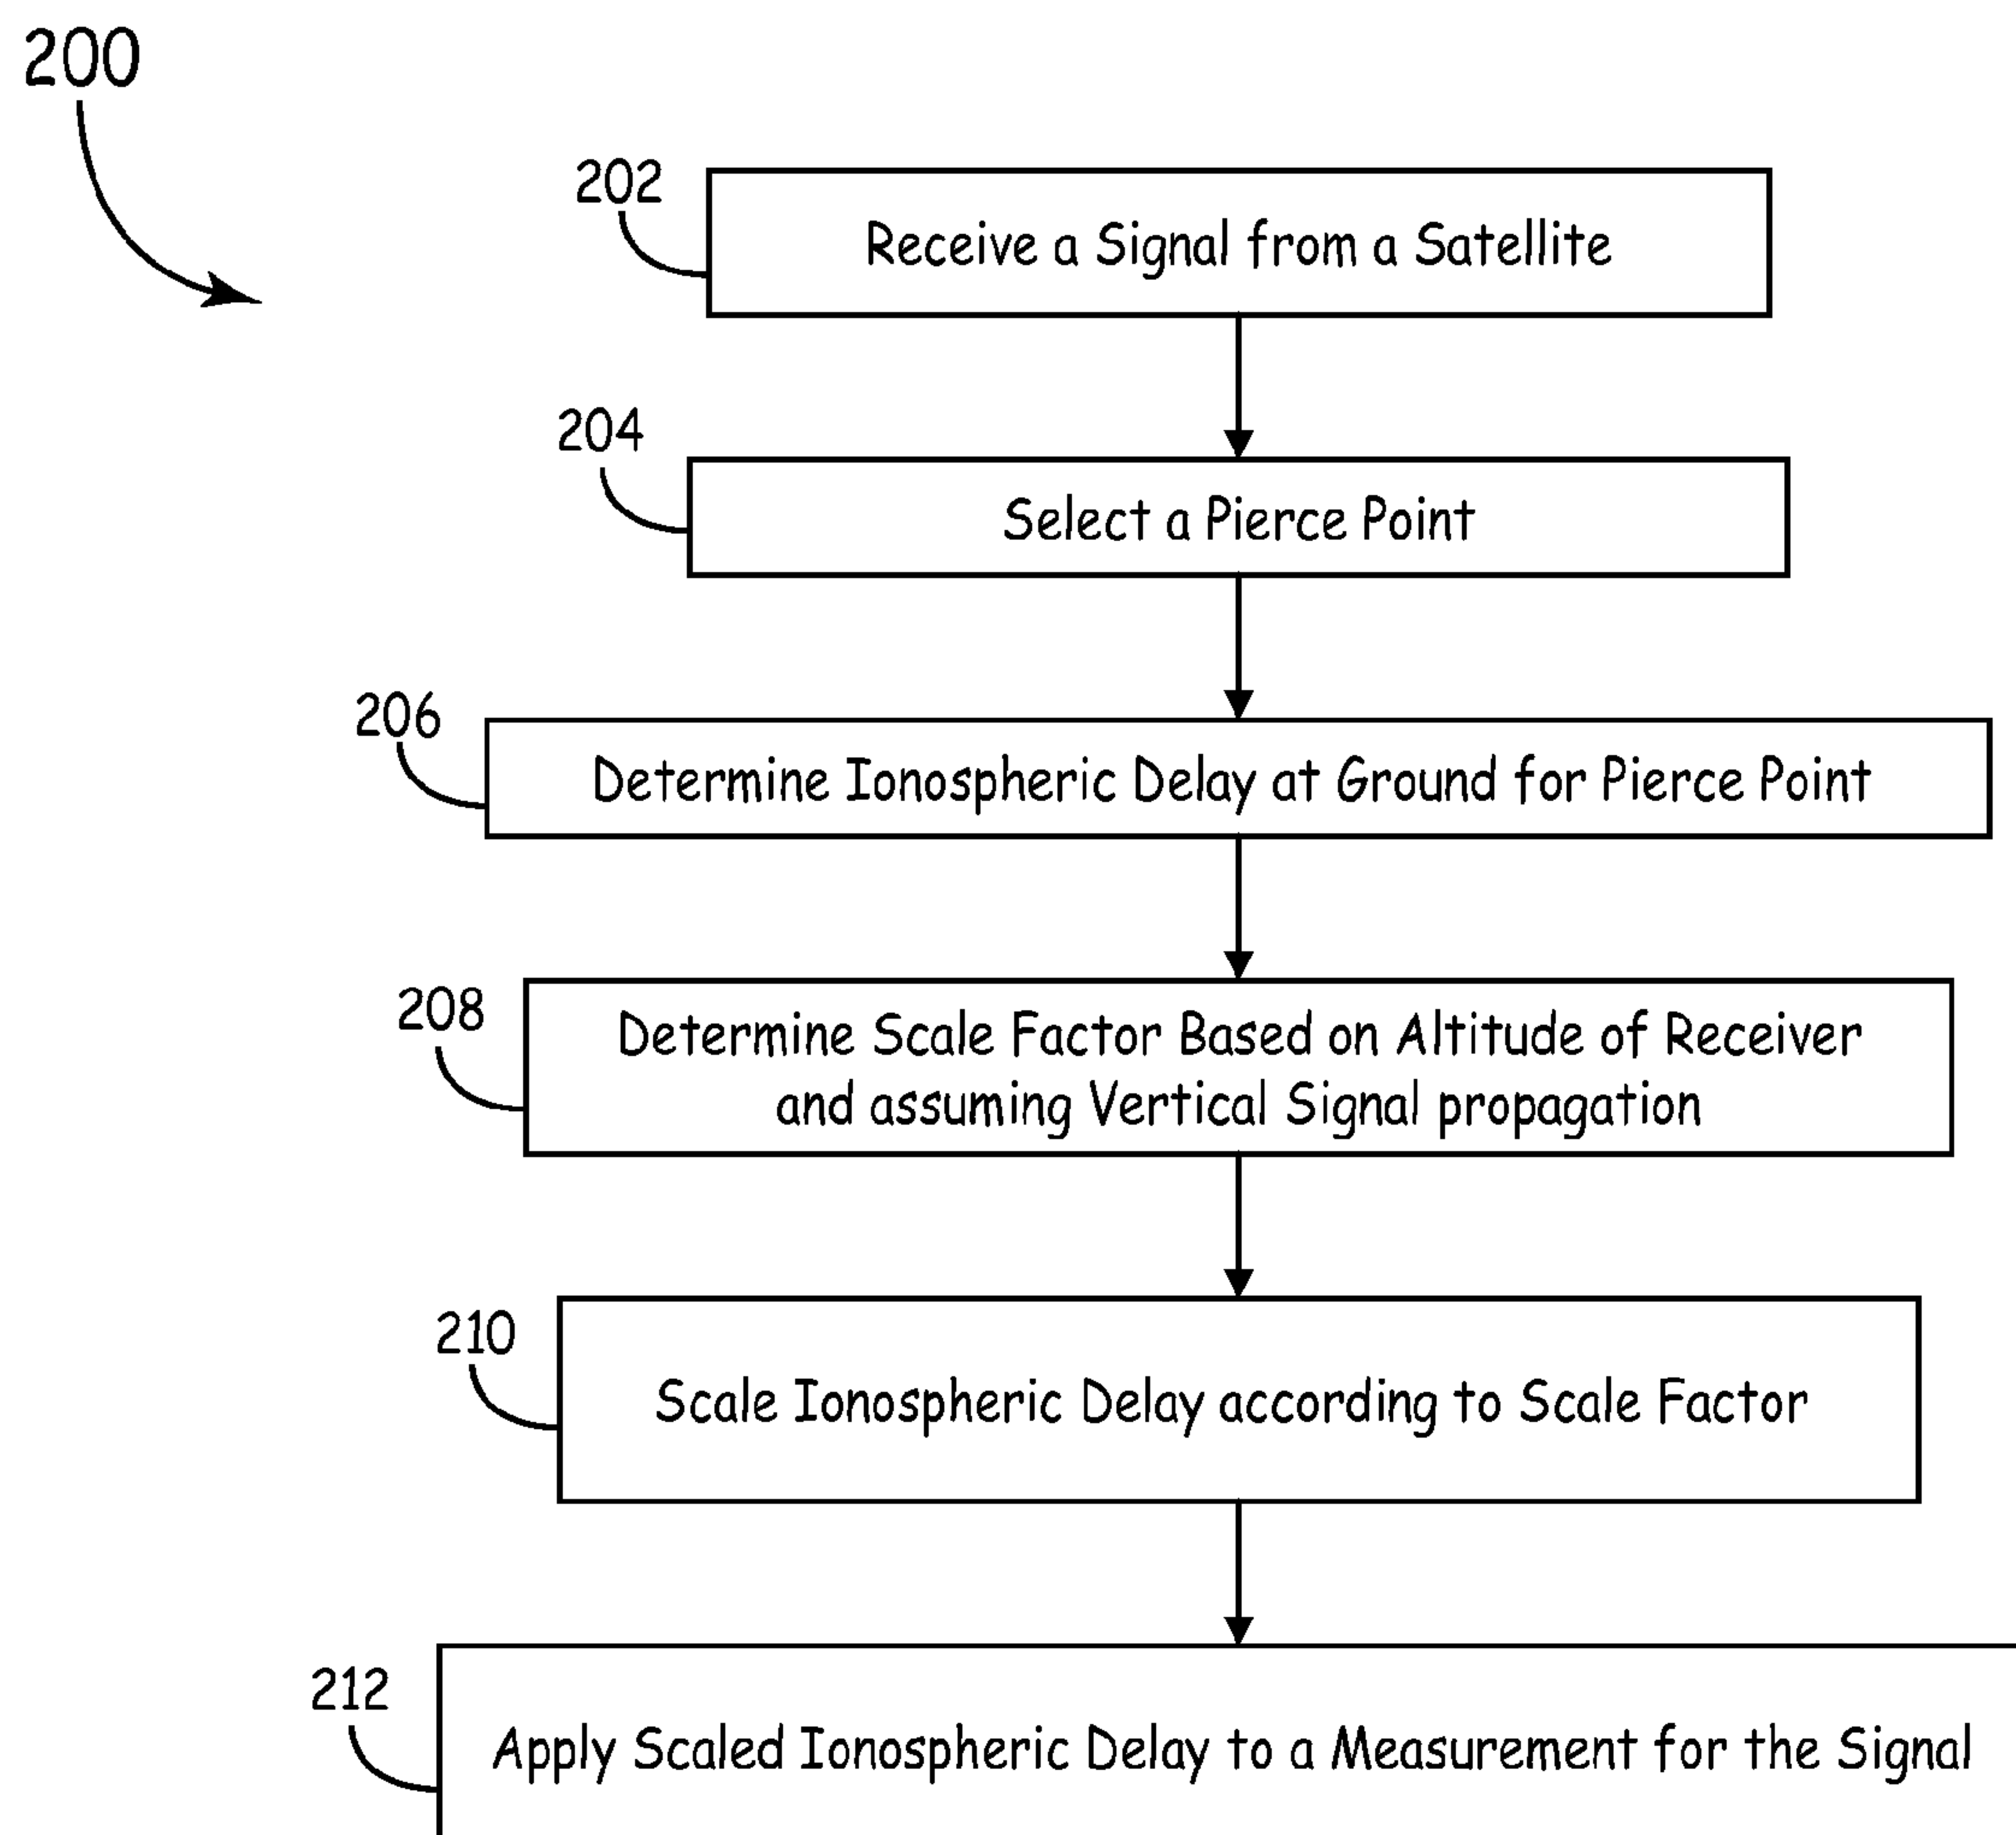 200
202
Receive a Signal from a Satellite
204
Select a Pierce Point
206
Determine Ionospheric Delay at Ground for Pierce Point
208
Determine Scale Factor Based on Altitude of Receiver
and assuming Vertical Signal propagation
210
Scale Ionospheric Delay according to Scale Factor
212
Apply Scaled Ionospheric Delay to a Measurement for the Signal